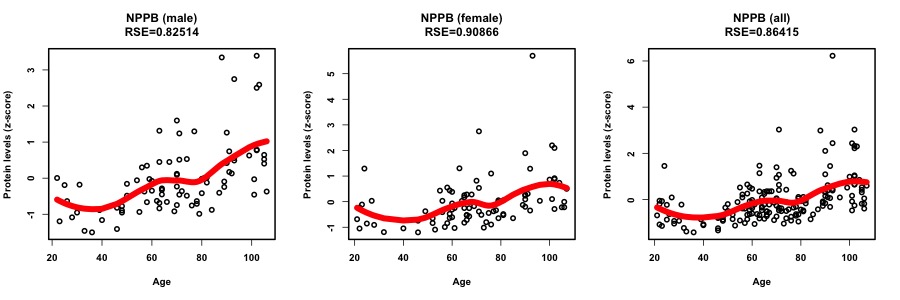 NPPB (male)
RSE=0.82514
Protein levels (z-score)
3
2
1
0
-1
20
40
60
80
100
Age
NPPB (female)
RSE=0.90866
Protein levels (z-score)
5
4
3
2
1
0
-1
20
40
60
80
100
Age
NPPB (all)
RSE=0.86415
Protein levels (z-score)
6
4
2
0
20
40
60
80
100
Age